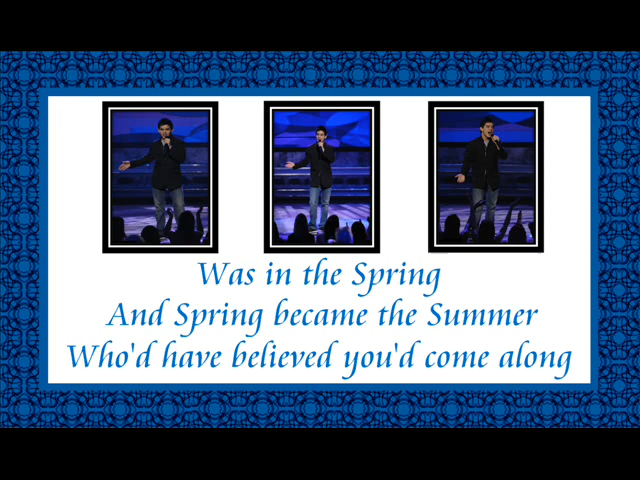 Was in the Spring
And Spring became the Summer
Who'd have believed you'd come along